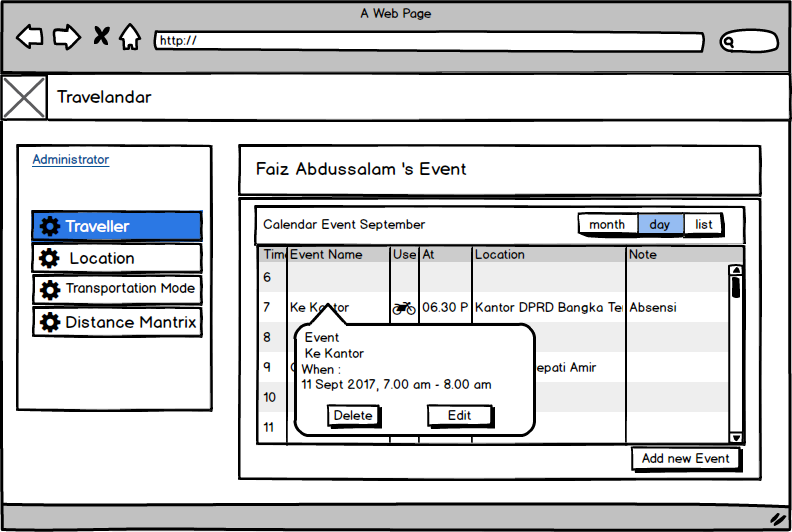 A Web Page
http://
Travelandar
Administrator
Traveller
Location
Transportation Mode
Distance Mantrix
Faiz Abdussalam 's Event
Calendar Event September
month day list
Time Event Name Use At Location Note
6
7 Ke Kantor 06.30 P Kantor DPRD Bangka Te Absensi
8
9 epati Amir
10
11
Event
Ke Kantor
When :
11 Sept 2017, 7.00 am - 8.00 am
Delete Edit
Add new Event